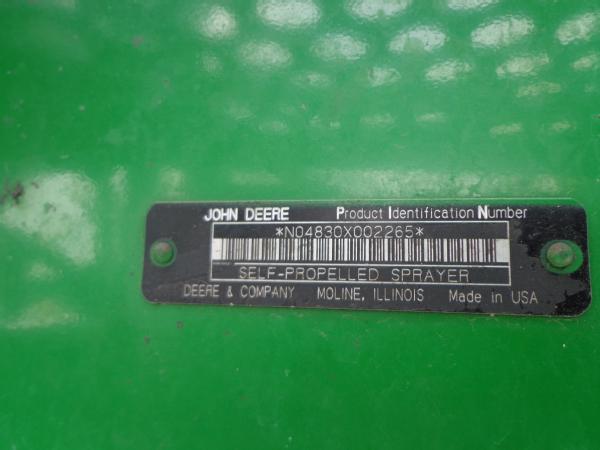 JOHN DEERE Product Identification Number
*N04830X002265*
SELF-PROPELLED SPRAYER
DEERE & COMPANY MOLINE, ILLINOIS Made in USA